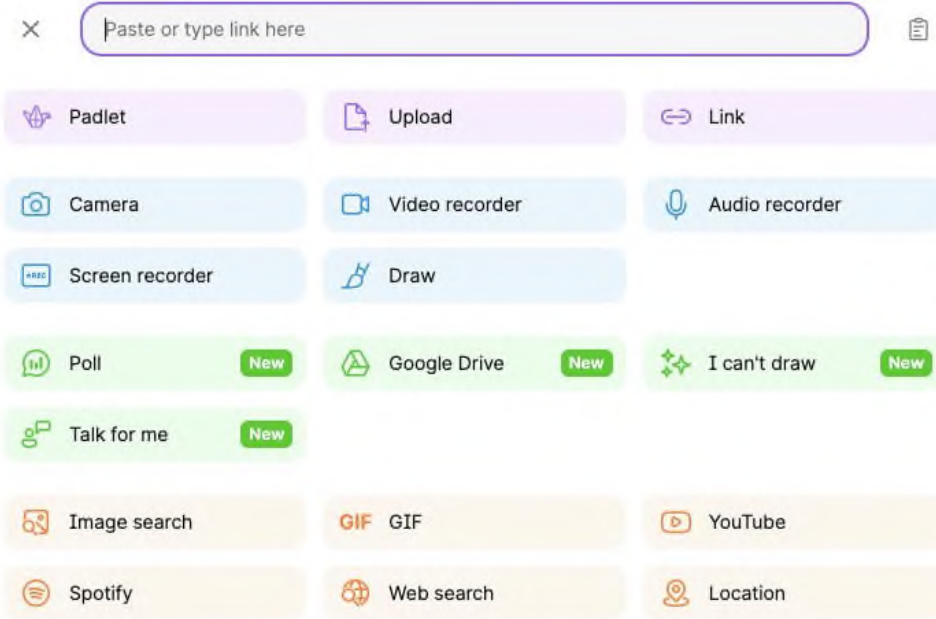 Paste or type link here
Padlet Upload Link
Camera Video recorder Audio recorder
REC Screen recorder Draw
Poll New Google Drive New I can't draw New
Talk for me New
Image search GIF GIF YouTube
Spotify Web search Location